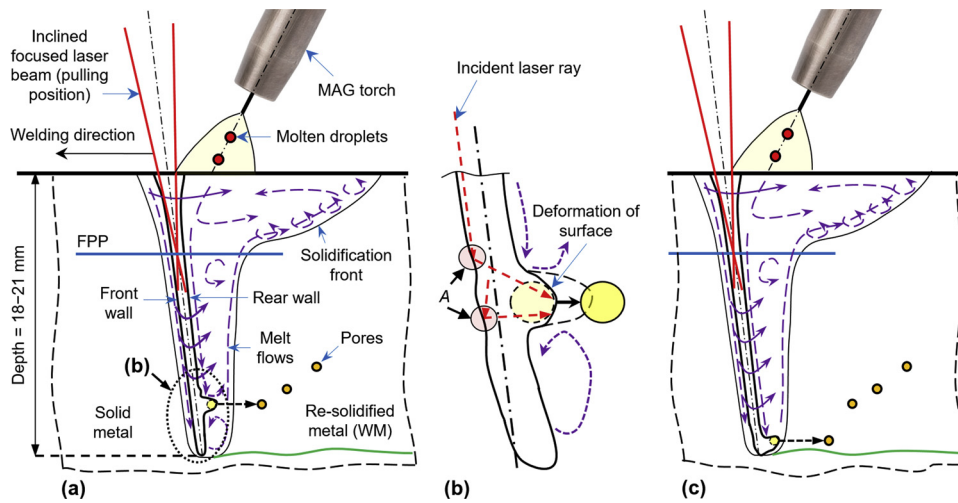 Inclined
focused laser
beam (pulling
position)
Welding direction
MAG torch
Molten droplets
FPP
Solidification
front
Front
wall
Rear wall
Melt
flows
Pores
Depth = 18–21 mm
(b)
Solid
metal
Re-solidified
metal (WM)
(a)
Incident laser ray
Deformation of
surface
A
(b)
(c)